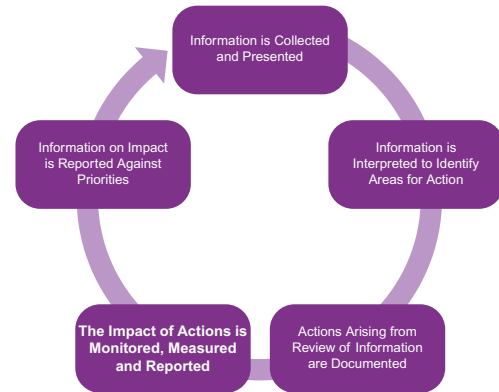 Information is Collected
and Presented
Information is
Interpreted to Identify
Areas for Action
Actions Arising from
Review of Information
are Documented
The Impact of Actions is
Monitored, Measured
and Reported
Information on Impact
is Reported Against
Priorities